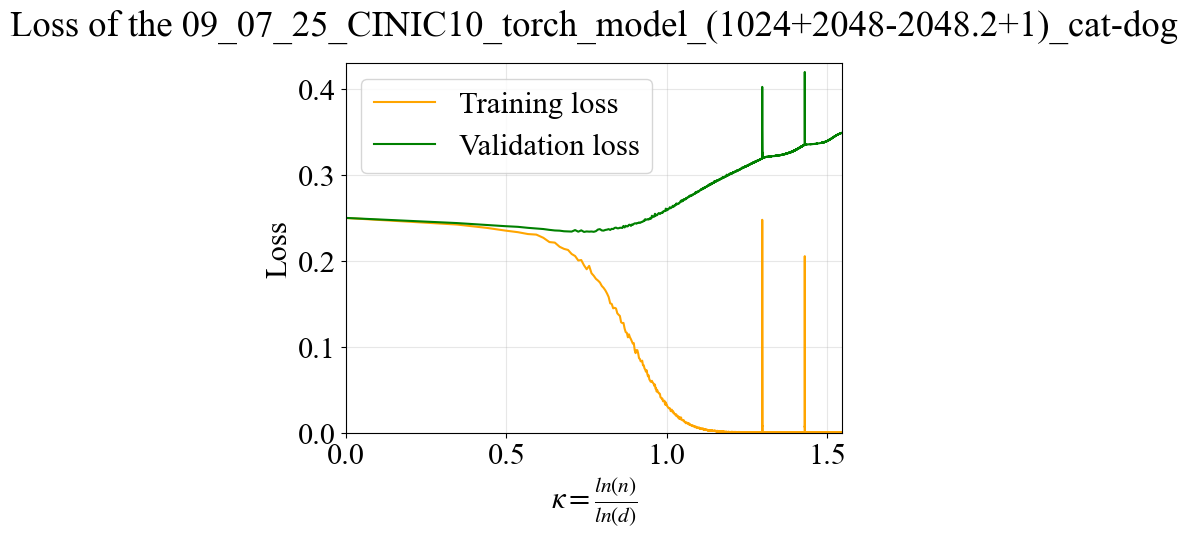 Loss of the 09_07_25_CINIC10_torch_model_(1024+2048-2048.2+1)_cat-dog
Training loss
Validation loss
Loss
0.4
0.3
0.2
0.1
0.0
0.0 0.5 1.0 1.5
κ = ln(n) / ln(d)